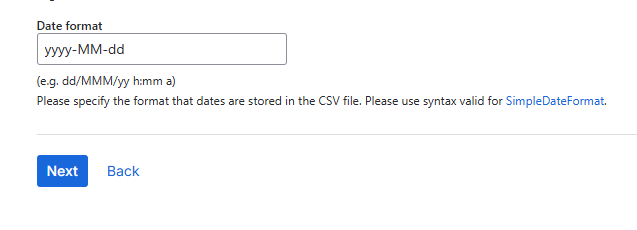 Date format
yyyy-MM-dd
(e.g. dd/MMM/yy h:mm a)
Please specify the format that dates are stored in the CSV file. Please use syntax valid for SimpleDateFormat.
Next
Back